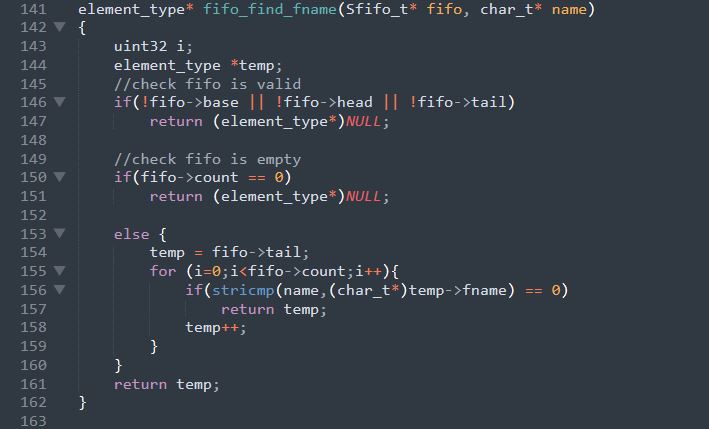 141 element_type* fifo_find_fname(Sfifo_t* fifo, char_t* name)
142 {
143     uint32 i;
144     element_type *temp;
145     //check fifo is valid
146     if(!fifo->base || !fifo->head || !fifo->tail)
147         return (element_type*)NULL;
148
149     //check fifo is empty
150     if(fifo->count == 0)
151         return (element_type*)NULL;
152
153     else {
154         temp = fifo->tail;
155         for (i=0;i<fifo->count;i++){
156             if(stricmp(name,(char_t*)temp->fname) == 0)
157                 return temp;
158             temp++;
159         }
160     }
161     return temp;
162 }
163